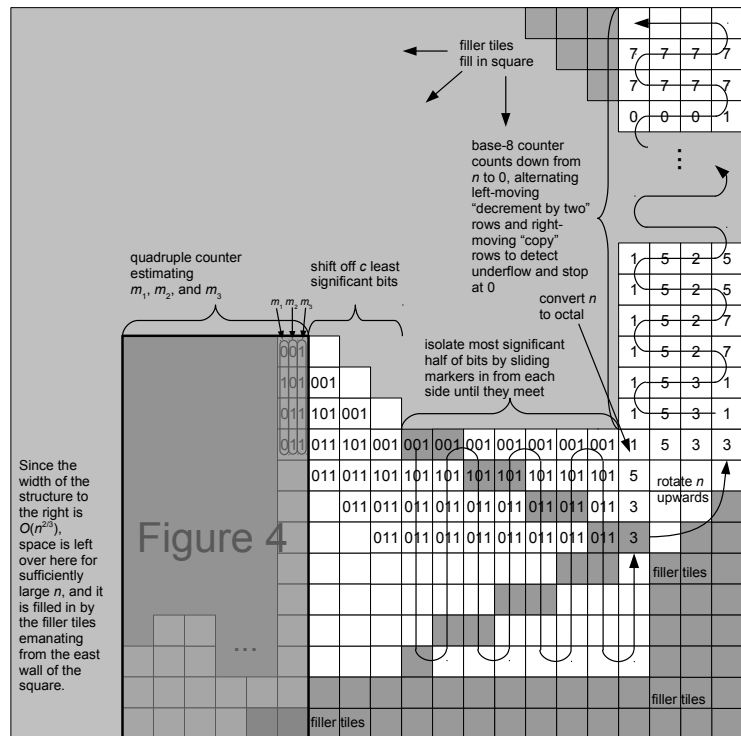 filler tiles
fill in square
7 7 7 7
7 7 7 7
0 0 0 1
base-8 counter
counts down from
n to 0, alternating
left-moving
“decrement by two”
rows and right-
moving “copy”
rows to detect
underflow and stop
at 0
...
quadruple counter
estimating
m1, m2, and m3
shift off c least
significant bits
convert n
to octal
1 5 2 5
1 5 2 5
1 5 2 7
1 5 2 7
1 5 3 1
1 5 3 1
m1 m2 m3
isolate most significant
half of bits by sliding
markers in from each
side until they meet
001
101 001
011 101 001
011 011 101 001 001 001 001 001 001 001 001 1 5 3 3
011 011 101 101 101 101 101 101 101 101 5
011 011 011 011 011 011 011 011 011 3
011 011 011 011 011 011 011 011 3
rotate n
upwards
Since the
width of the
structure to
the right is
O(n2/3),
space is left
over here for
sufficiently
large n, and it
is filled in by
the filler tiles
emanating
from the east
wall of the
square.
Figure 4
...
filler tiles
filler tiles
filler tiles